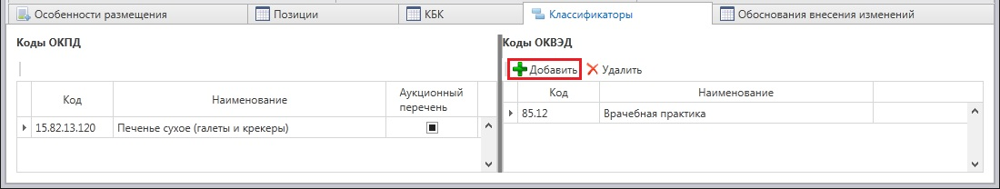 Особенности размещения Позиции КБК Классификаторы Обоснования внесения изменений
Коды ОКПД
Код Наименование Аукционный перечень
15.82.13.120 Печенье сухое (галеты и крекеры)
Коды ОКВЭД
Добавить Удалить
Код Наименование
85.12 Врачебная практика